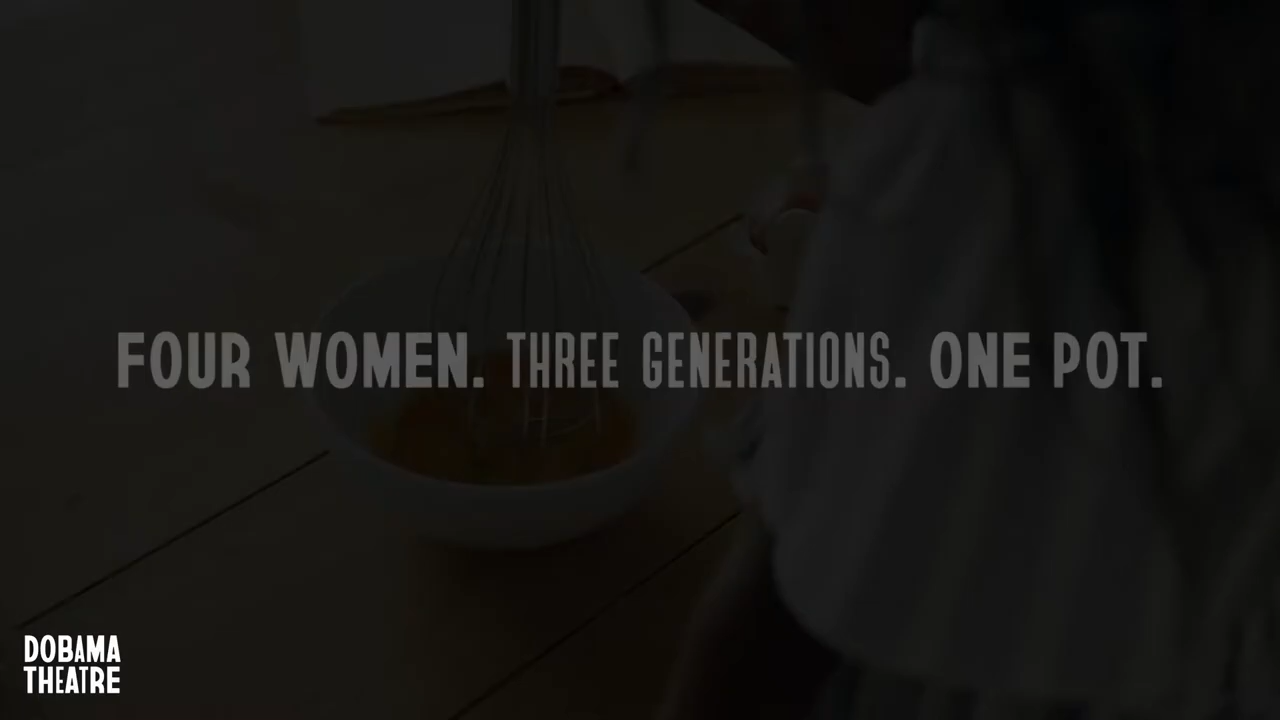 FOUR WOMEN. THREE GENERATIONS. ONE POT.
DOBAMA
THEATRE